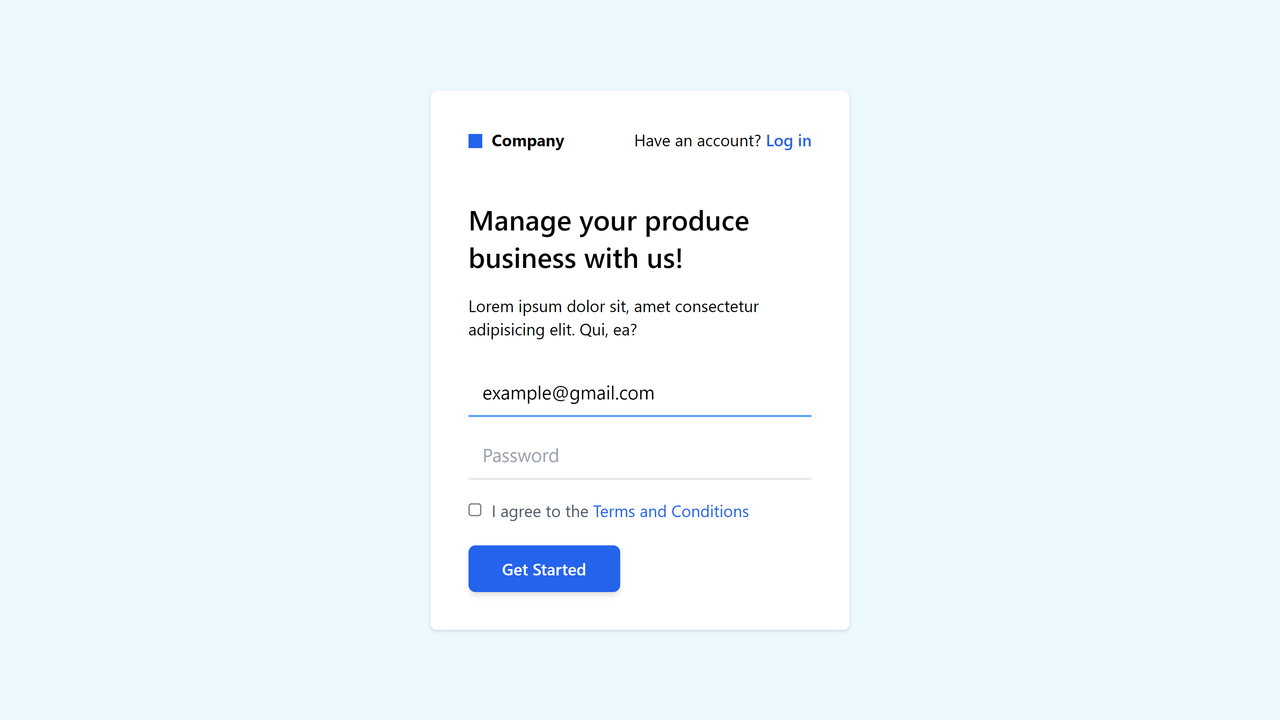 Company
Have an account? Log in
Manage your produce
business with us!
Lorem ipsum dolor sit, amet consectetur
adipisicing elit. Qui, ea?
example@gmail.com
Password
I agree to the Terms and Conditions
Get Started